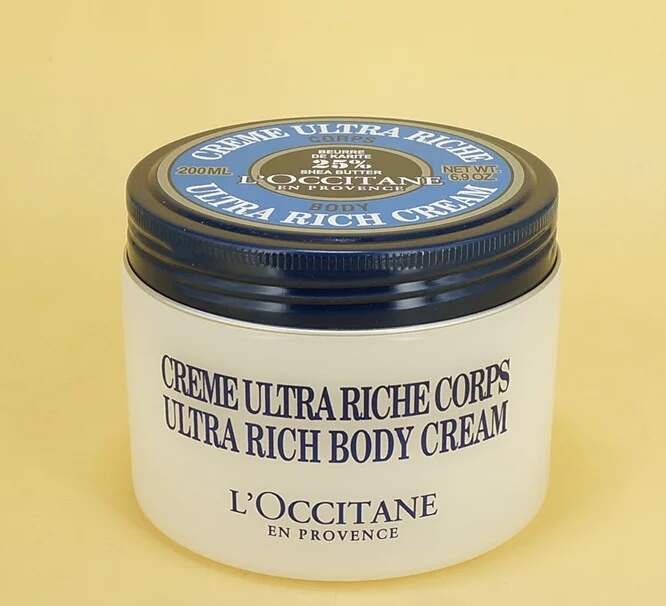 CREME ULTRA RICHE
CORPS
BEURRE
DE KARITE
25%
SHEA BUTTER
200ML
NET WT.
6.9 OZ.
L'OCCITANE
EN PROVENCE
BODY
ULTRA RICH CREAM
CREME ULTRA RICHE CORPS
ULTRA RICH BODY CREAM
L'OCCITANE
EN PROVENCE